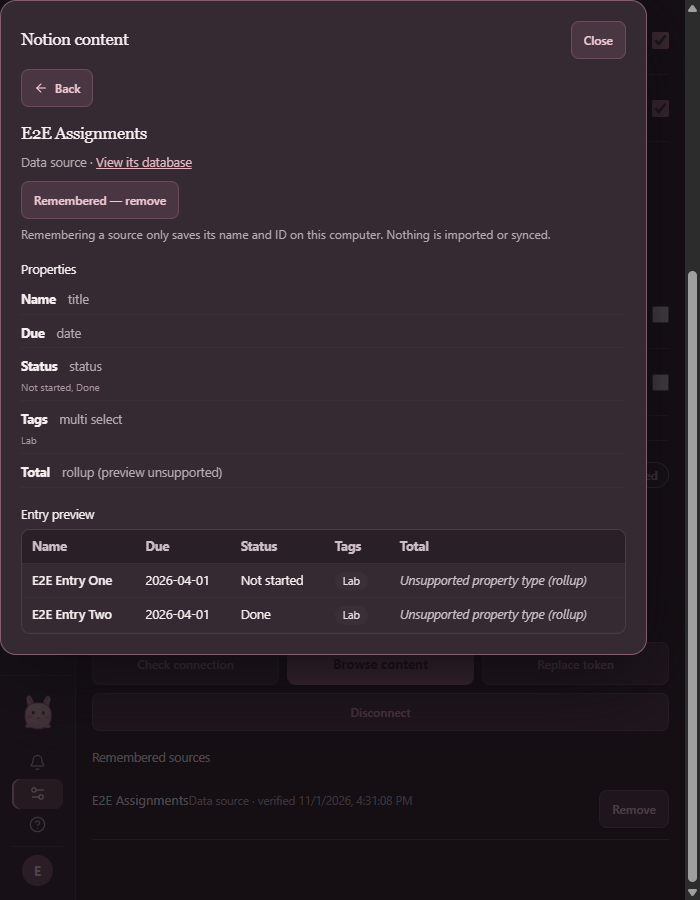 Notion content
Close
← Back
E2E Assignments
Data source · View its database
Remembered — remove
Remembering a source only saves its name and ID on this computer. Nothing is imported or synced.
Properties
Name title
Due date
Status status
Not started, Done
Tags multi select
Lab
Total rollup (preview unsupported)
ed
Entry preview
Name Due Status Tags Total
E2E Entry One 2026-04-01 Not started Lab Unsupported property type (rollup)
E2E Entry Two 2026-04-01 Done Lab Unsupported property type (rollup)
Check connection Browse content Replace token
Disconnect
Remembered sources
E2E AssignmentsData source · verified 11/1/2026, 4:31:08 PM
Remove
E